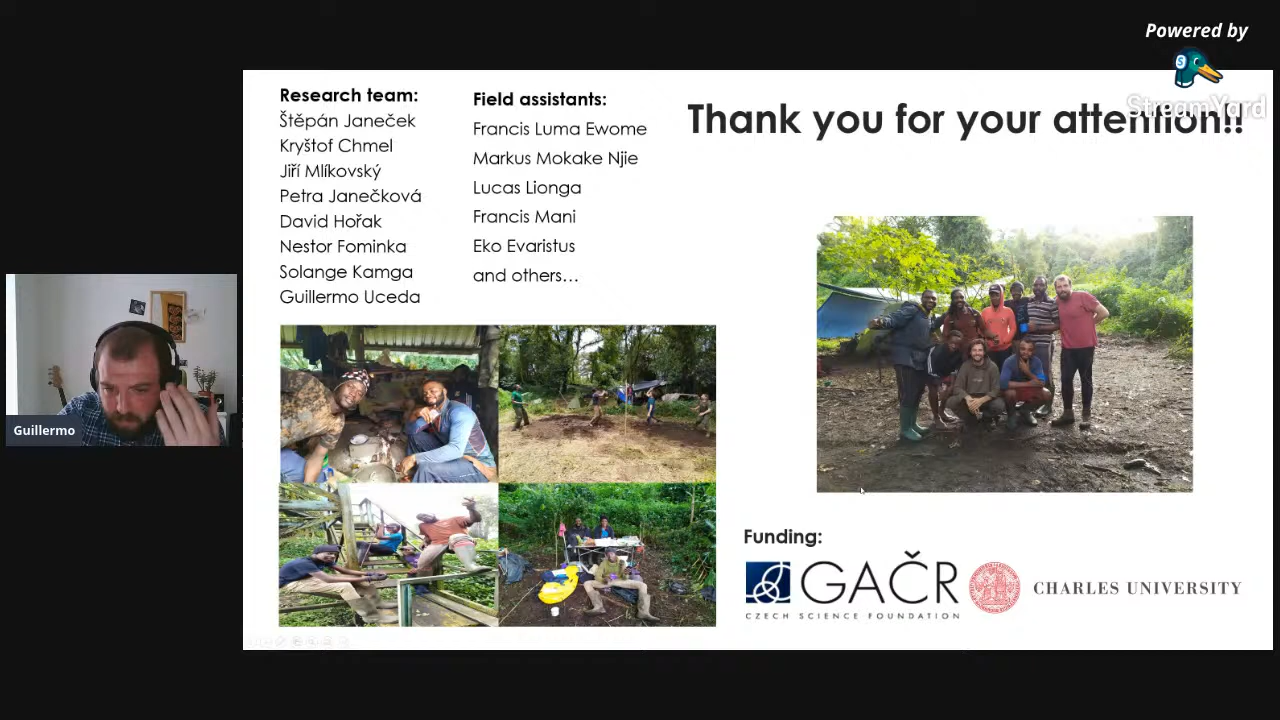 Powered by
StreamYard
Research team:
Štěpán Janeček
Kryštof Chmel
Jiří Mlíkovský
Petra Janečková
David Hořak
Nestor Fominka
Solange Kamga
Guillermo Uceda
Field assistants:
Francis Luma Ewome
Markus Mokake Njie
Lucas Lionga
Francis Mani
Eko Evaristus
and others...
Thank you for your attention!!
Guillermo
Funding:
GAČR
CZECH SCIENCE FOUNDATION
CHARLES UNIVERSITY